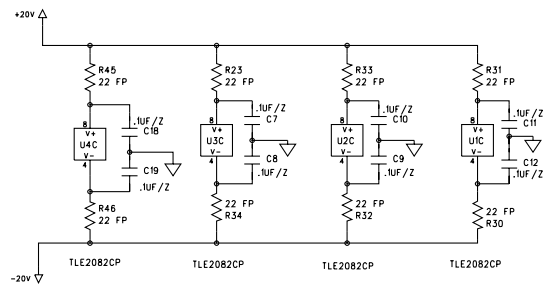 +20V
R45
22 FP
R23
22 FP
R33
22 FP
R31
22 FP
8
V+
U4C
V-
4
.1UF/Z
C18
C19
.1UF/Z
8
V+
U3C
V-
4
.1UF/Z
C7
C8
.1UF/Z
8
V+
U2C
V-
4
.1UF/Z
C10
C9
.1UF/Z
8
V+
U1C
V-
4
.1UF/Z
C11
C12
.1UF/Z
R46
22 FP
22 FP
R34
22 FP
R32
22 FP
R30
-20V
TLE2082CP
TLE2082CP
TLE2082CP
TLE2082CP